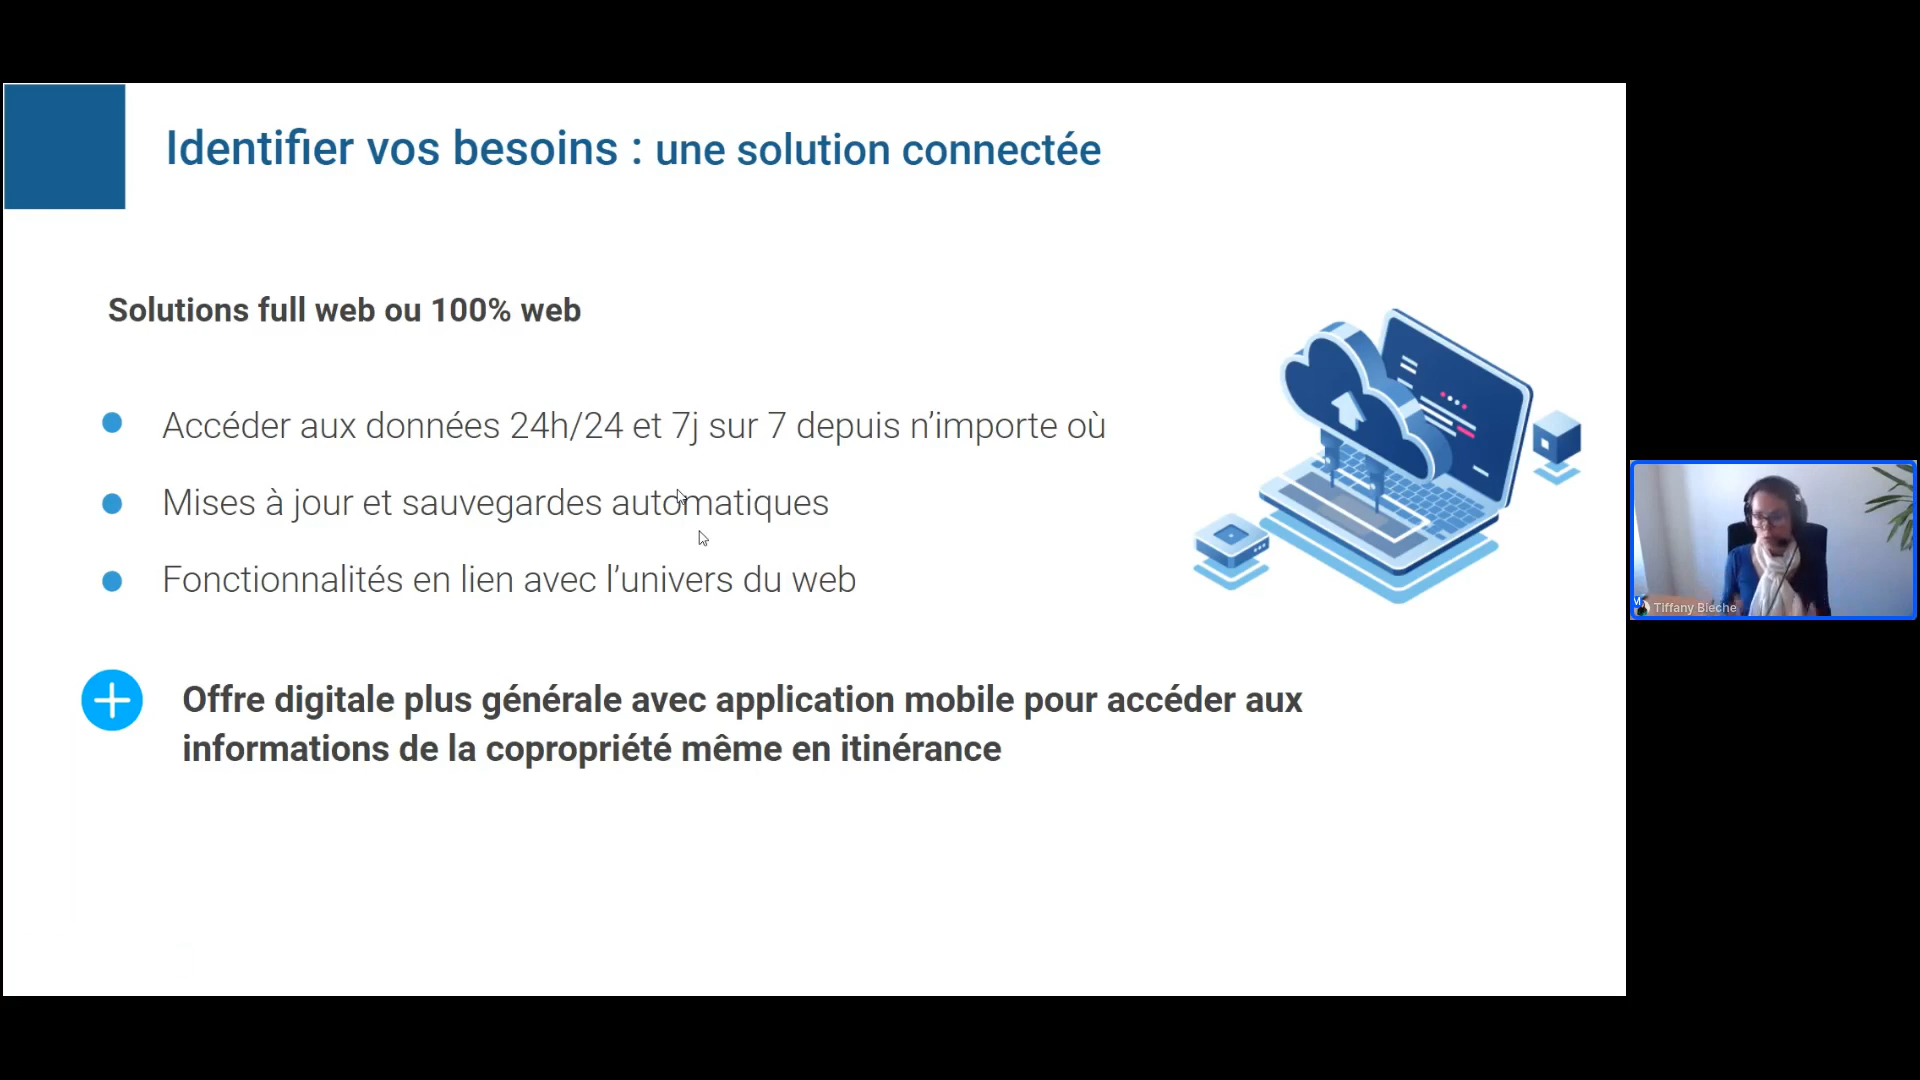 Identifier vos besoins : une solution connectée
Solutions full web ou 100% web
Accéder aux données 24h/24 et 7j sur 7 depuis n'importe où
Mises à jour et sauvegardes automatiques
Fonctionnalités en lien avec l'univers du web
Offre digitale plus générale avec application mobile pour accéder aux
informations de la copropriété même en itinérance
Tiffany Bleche